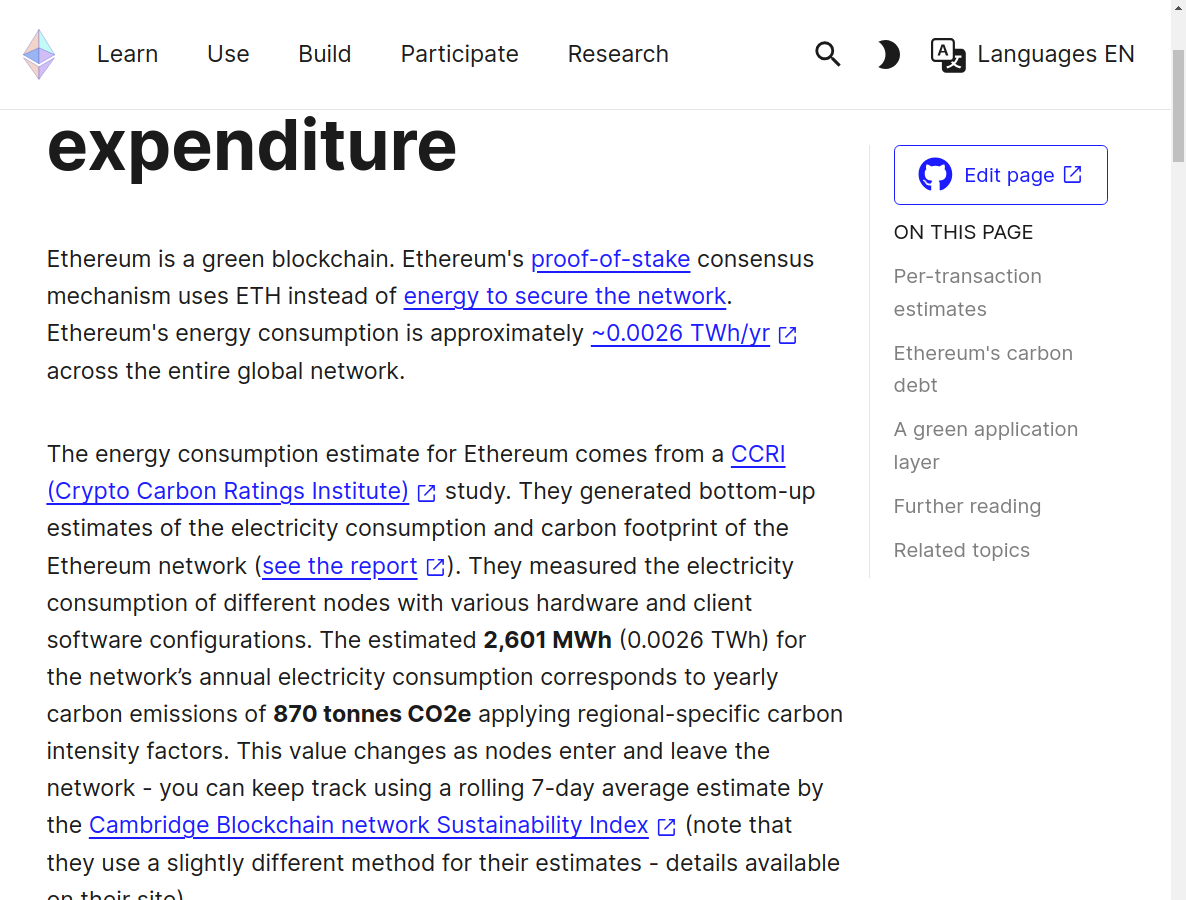 Learn Use Build Participate Research Languages EN
expenditure
Ethereum is a green blockchain. Ethereum's proof-of-stake consensus
mechanism uses ETH instead of energy to secure the network.
Ethereum's energy consumption is approximately ~0.0026 TWh/yr
across the entire global network.
The energy consumption estimate for Ethereum comes from a CCRI
(Crypto Carbon Ratings Institute) study. They generated bottom-up
estimates of the electricity consumption and carbon footprint of the
Ethereum network (see the report). They measured the electricity
consumption of different nodes with various hardware and client
software configurations. The estimated 2,601 MWh (0.0026 TWh) for
the network’s annual electricity consumption corresponds to yearly
carbon emissions of 870 tonnes CO2e applying regional-specific carbon
intensity factors. This value changes as nodes enter and leave the
network - you can keep track using a rolling 7-day average estimate by
the Cambridge Blockchain network Sustainability Index (note that
they use a slightly different method for their estimates - details available
on their site).
Edit page
ON THIS PAGE
Per-transaction
estimates
Ethereum's carbon
debt
A green application
layer
Further reading
Related topics